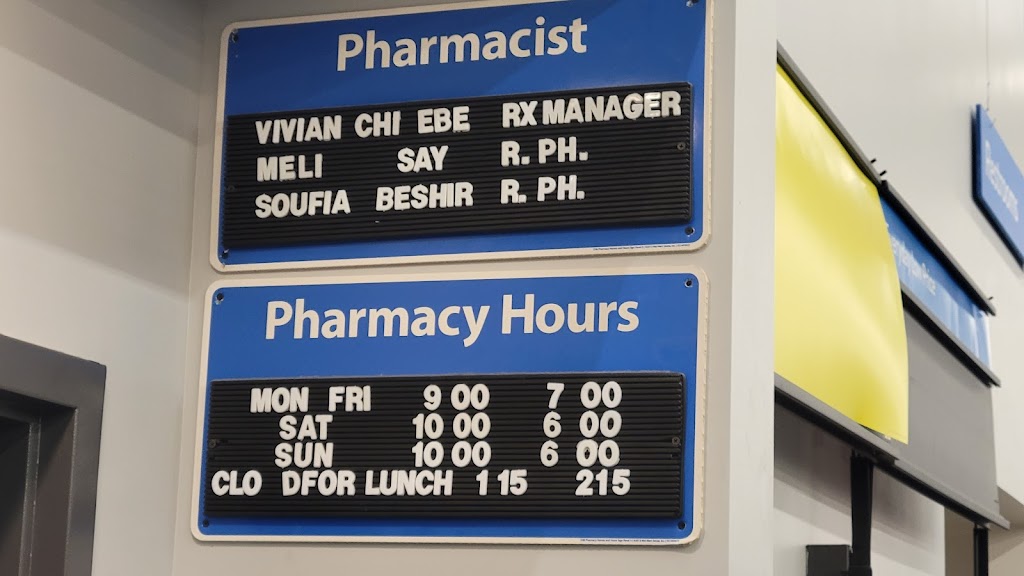 Pharmacist
VIVIAN CHI EBE RX MANAGER
MELI SAY R. PH.
SOUFIA BESHIR R. PH.
Pharmacy Hours
MON FRI 9 00 7 00
SAT 10 00 6 00
SUN 10 00 6 00
CLO DFOR LUNCH 1 15 215